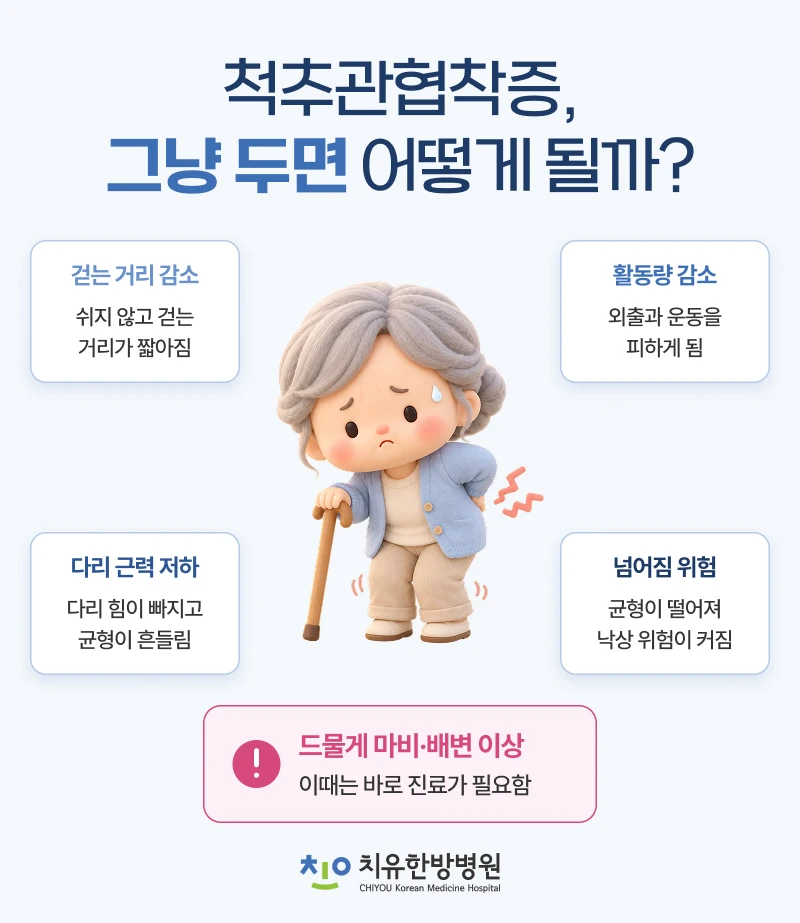 척추관협착증,
그냥 두면 어떻게 될까?
걷는 거리 감소
쉬지 않고 걷는
거리가 짧아짐
활동량 감소
외출과 운동을
피하게 됨
다리 근력 저하
다리 힘이 빠지고
균형이 흔들림
넘어짐 위험
균형이 떨어져
낙상 위험이 커짐
드물게 마비·배변 이상
이때는 바로 진료가 필요함
치유 치유한방병원
CHIYOU Korean Medicine Hospital